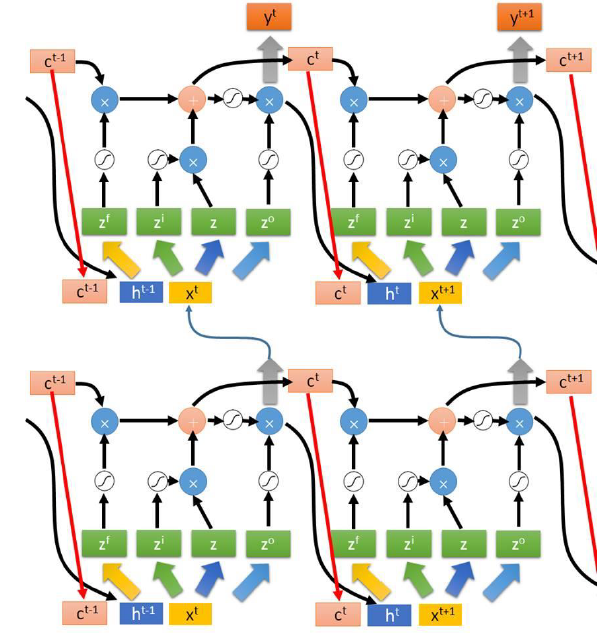 y^t y^t+1
c^t-1 c^t c^t+1
× + × × + ×
× ×
z^f z^i z z^o z^f z^i z z^o
c^t-1 h^t-1 x^t c^t h^t x^t+1
c^t-1 c^t c^t+1
× + × × + ×
× ×
z^f z^i z z^o z^f z^i z z^o
c^t-1 h^t-1 x^t c^t h^t x^t+1